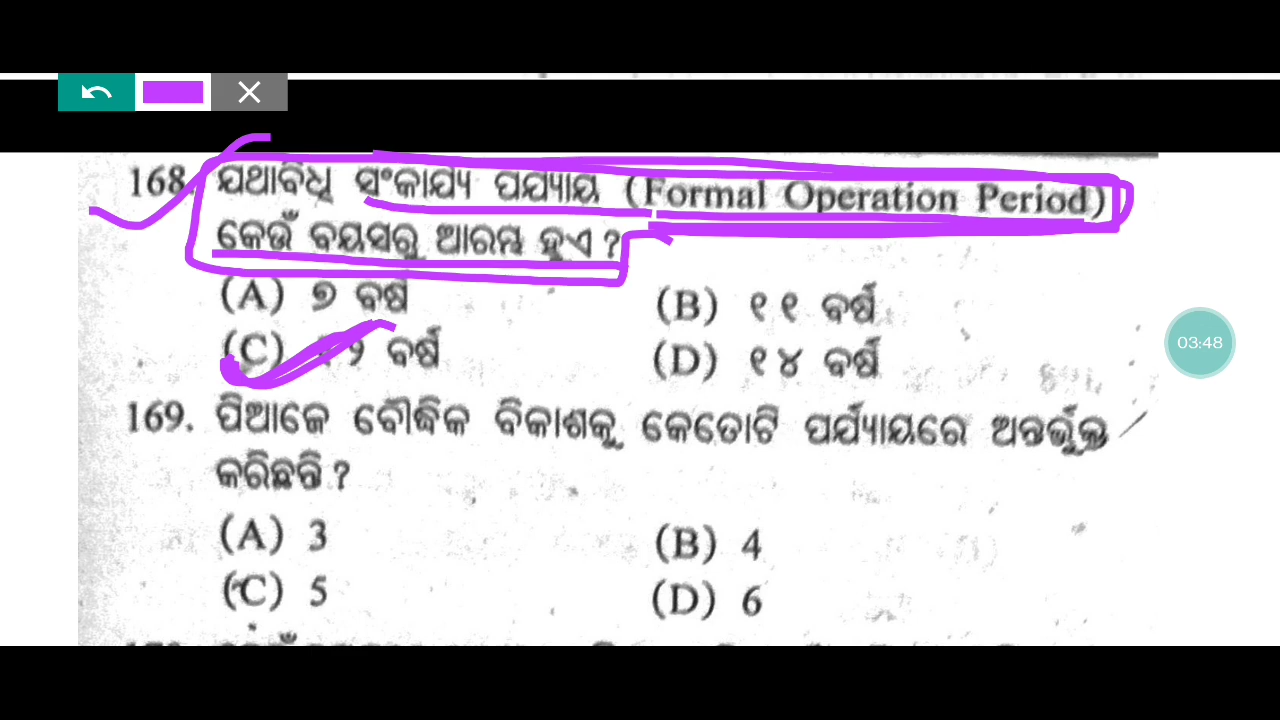 168. ଯଥାବିଧି ସଂକାର୍ଯ୍ୟ ପର୍ଯ୍ୟାୟ (Formal Operation Period)
କେଉଁ ବୟସରୁ ଆରମ୍ଭ ହୁଏ ?
(A) ୭ ବର୍ଷ (B) ୧୧ ବର୍ଷ
(C) ୧୨ ବର୍ଷ (D) ୧୪ ବର୍ଷ
03:48
169. ପିଆଜେ ବୌଦ୍ଧିକ ବିକାଶକୁ କେତୋଟି ପର୍ଯ୍ୟାୟରେ ଅନ୍ତର୍ଭୁକ୍ତ
କରିଛନ୍ତି ?
(A) 3 (B) 4
(C) 5 (D) 6